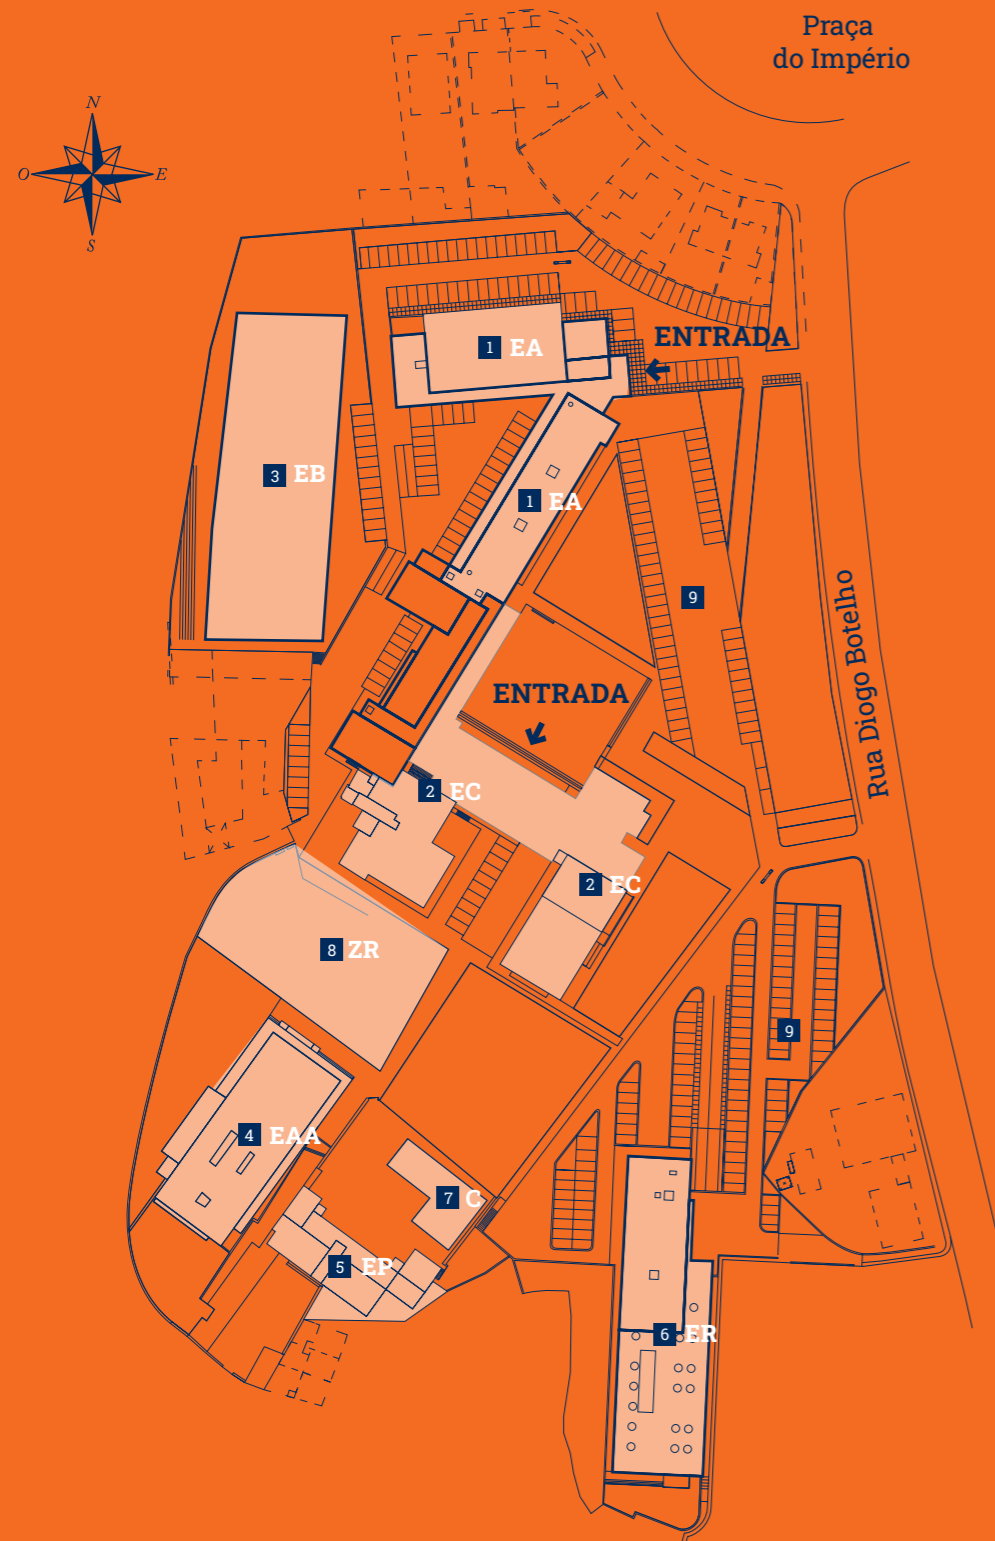 Praça
do Império
N
O
E
S
ENTRADA
1 EA
3 EB
1 EA
9
Rua Diogo Botelho
ENTRADA
2 EC
2 EC
8 ZR
9
4 EAA
7 C
5 EP
6 ER